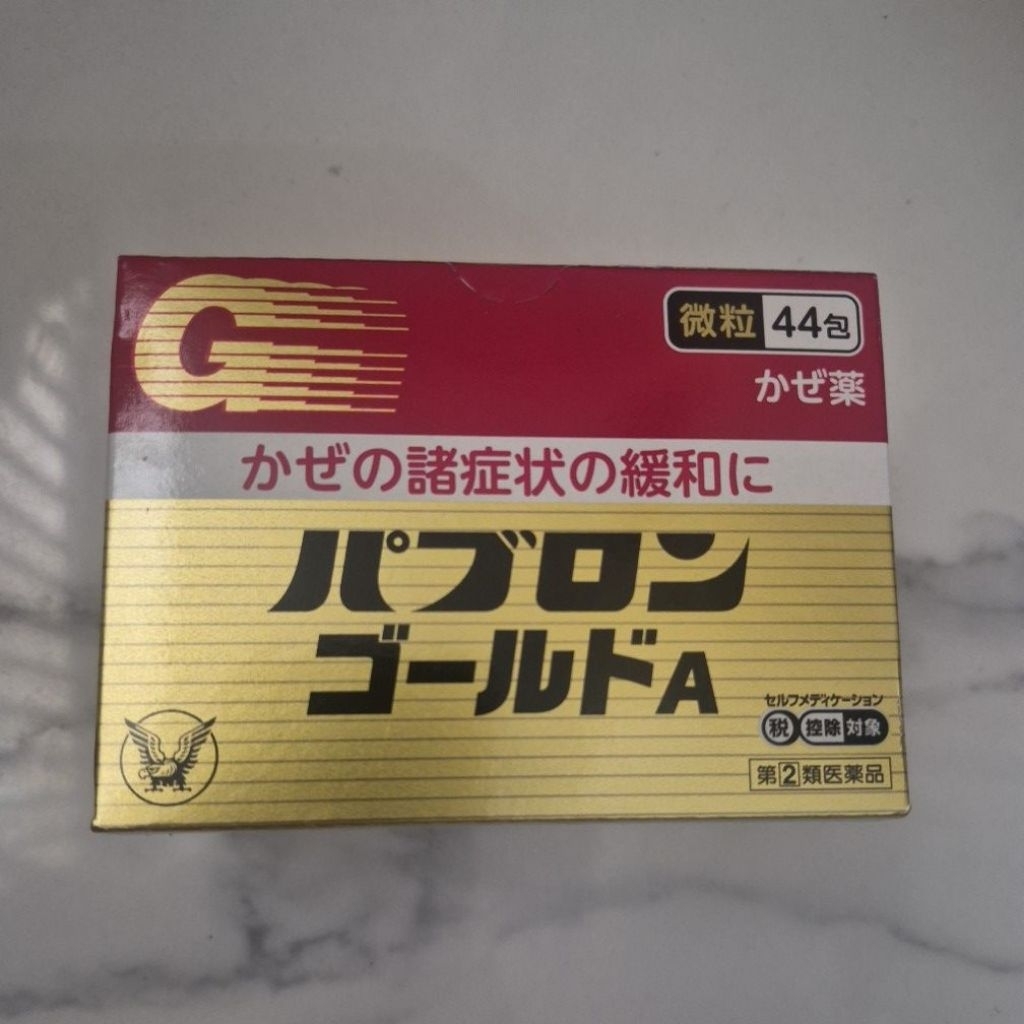 G
微粒 44包
かぜ薬
かぜの諸症状の緩和に
パブロン
ゴールドA
セルフメディケーション
税 控除 対象
第2類医薬品